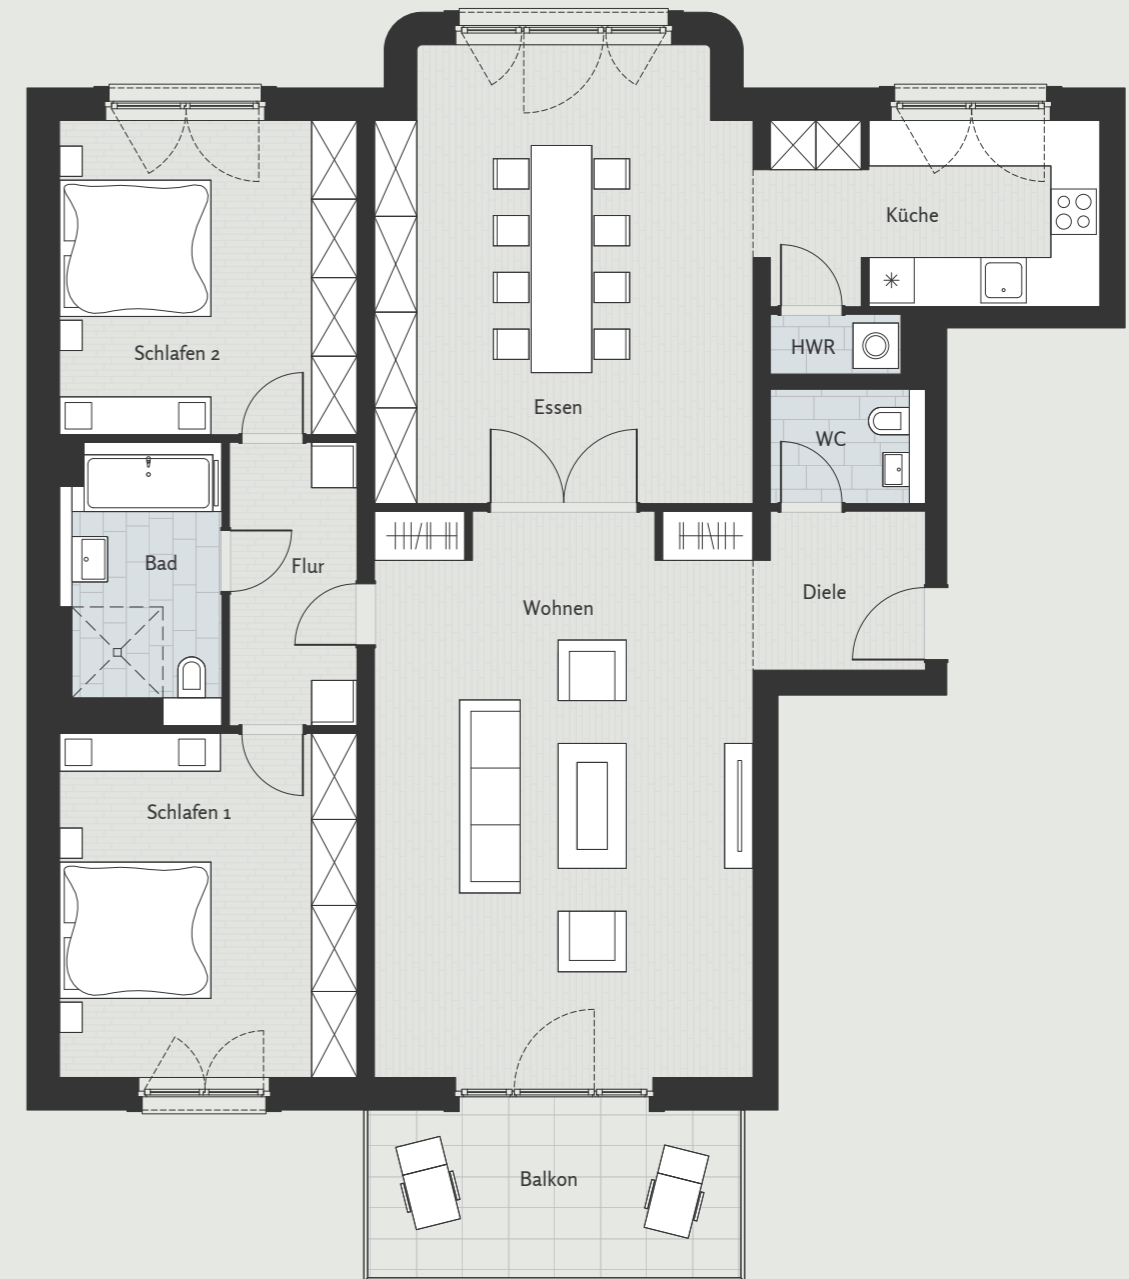 Küche
HWR
Schlafen 2
Essen
WC
Bad
Flur
Diele
Wohnen
Schlafen 1
Balkon